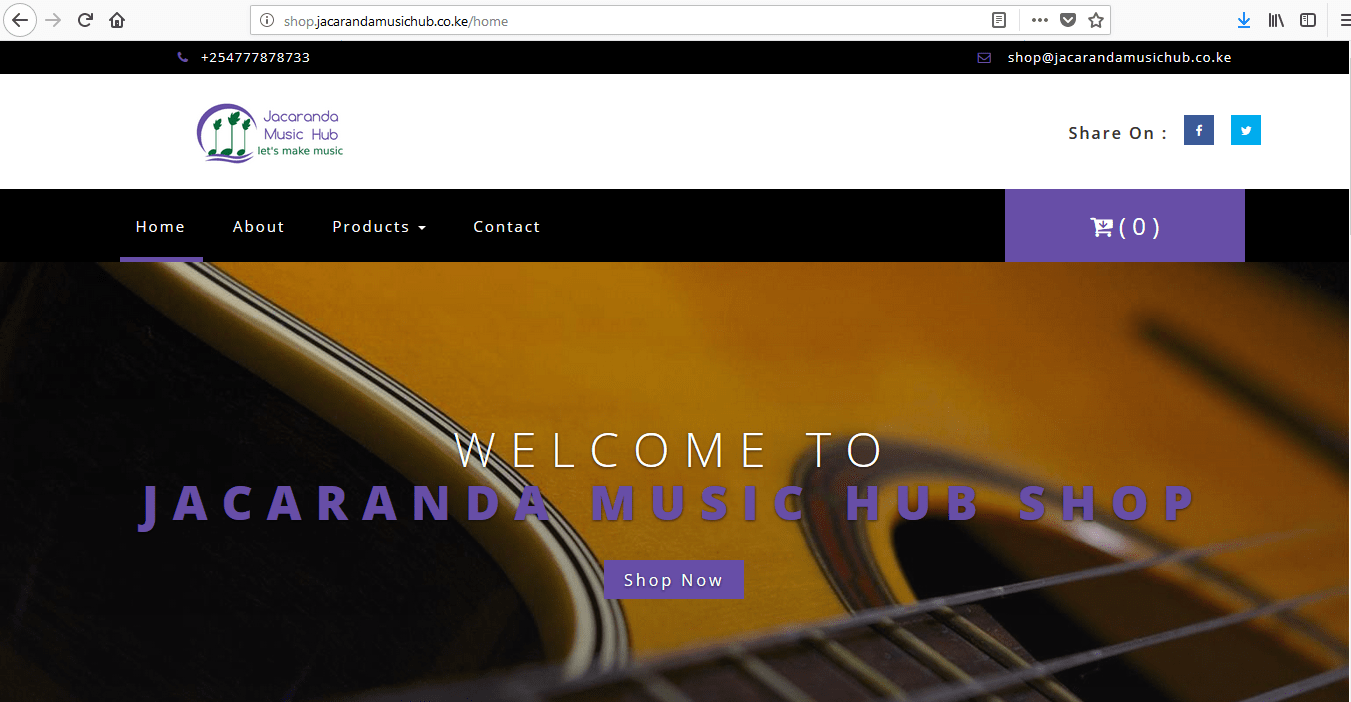 shop.jacarandamusichub.co.ke/home
+254777878733
shop@jacarandamusichub.co.ke
Jacaranda
Music Hub
let's make music
Share On :
Home About Products Contact
( 0 )
WELCOME TO
JACARANDA MUSIC HUB SHOP
Shop Now